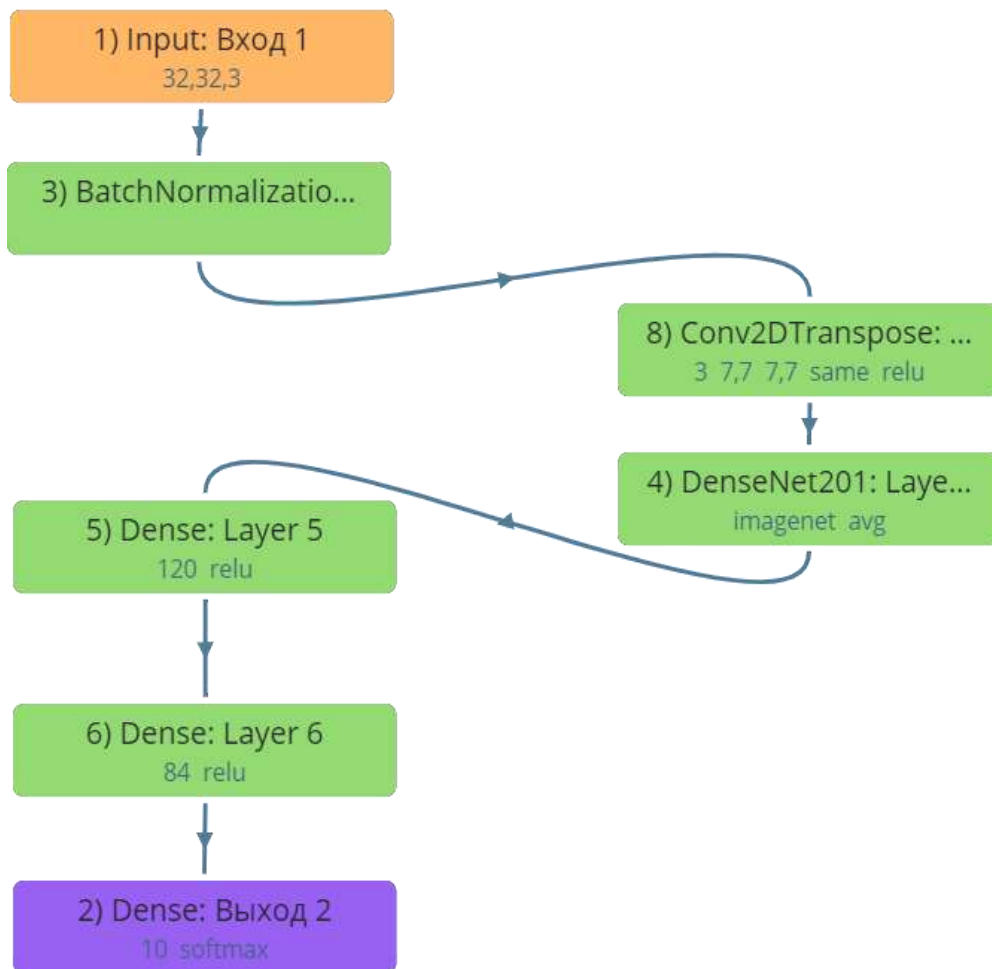 1) Input: Вход 1
32,32,3
3) BatchNormalizatio...
8) Conv2DTranspose: ...
3 7,7 7,7 same relu
4) DenseNet201: Laye...
imagenet avg
5) Dense: Layer 5
120 relu
6) Dense: Layer 6
84 relu
2) Dense: Выход 2
10 softmax